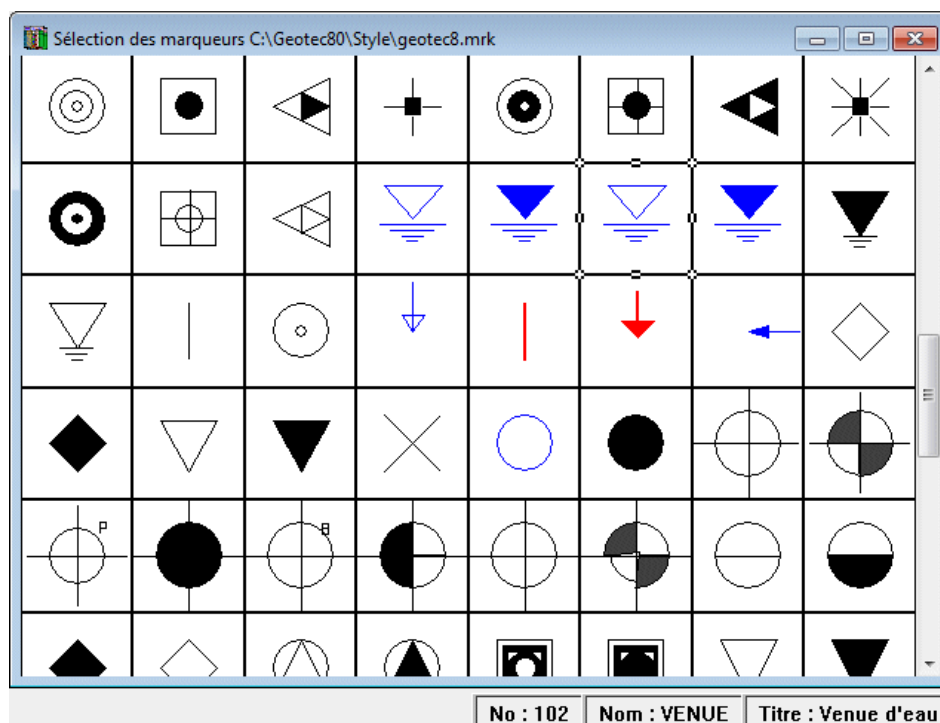 Sélection des marqueurs C:\Geotec80\Style\geotec8.mrk
P
B
No : 102 Nom : VENUE Titre : Venue d'eau